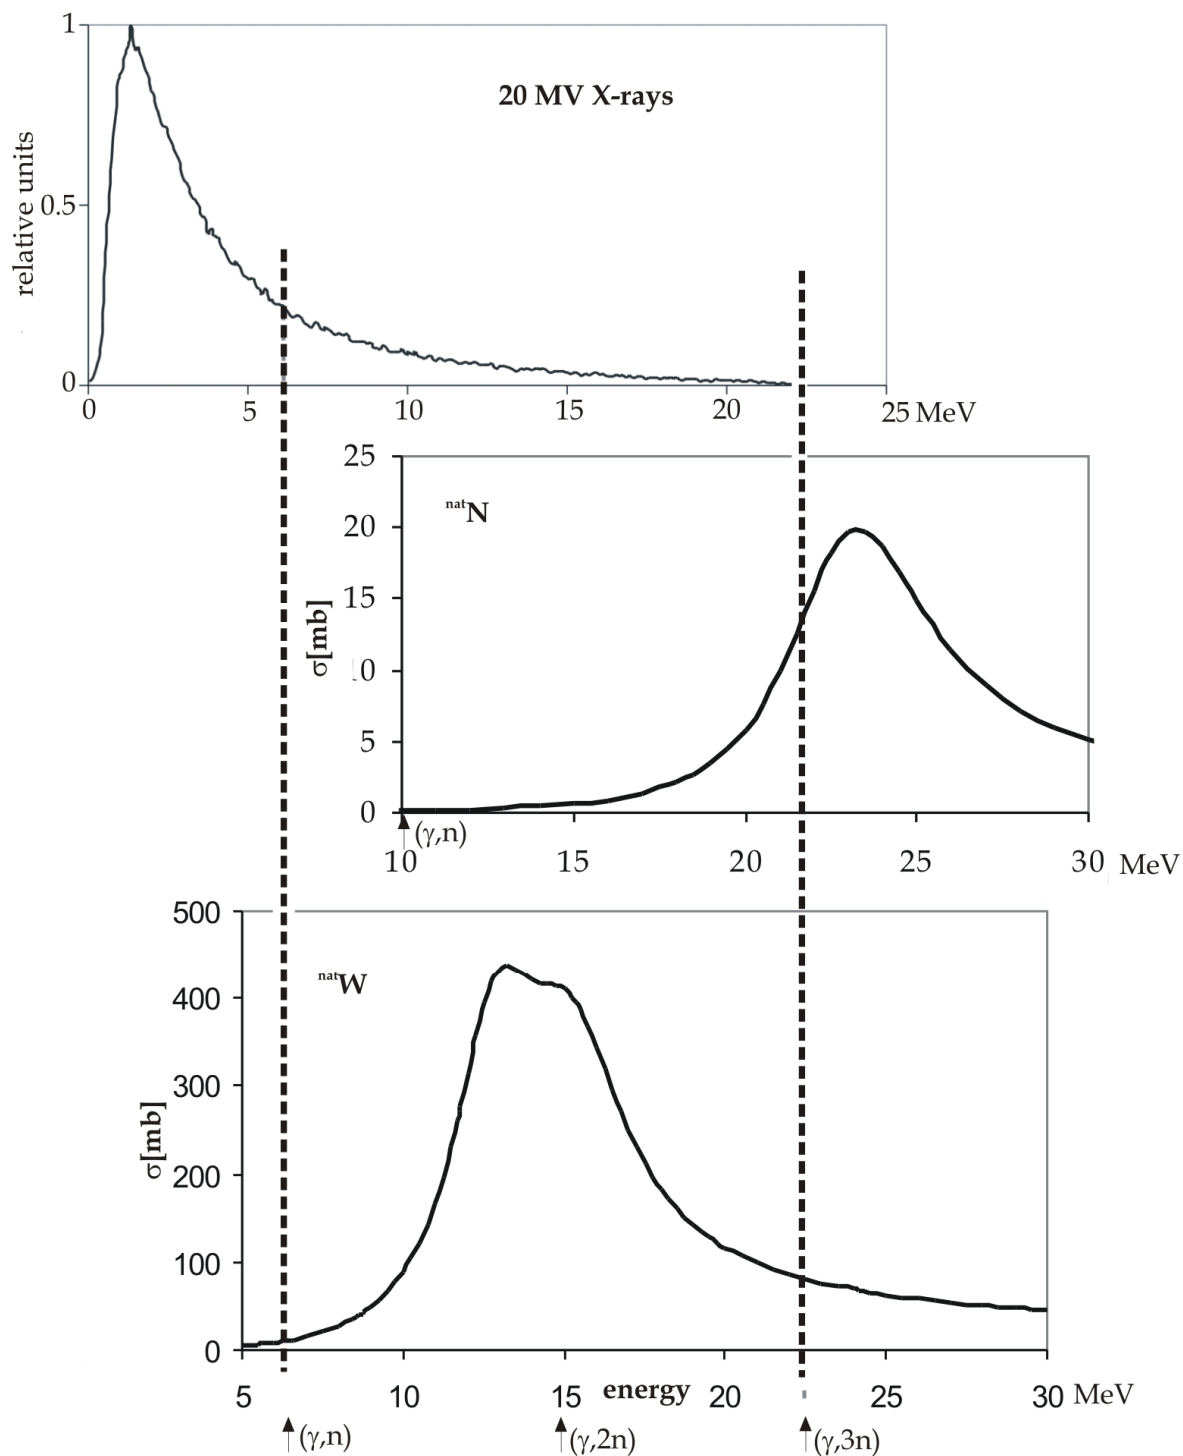 1
20 MV X-rays
relative units
0.5
0
0 5 10 15 20 25 MeV
25
natN
20
15
σ[mb]
0
5
0
(γ,n)
10 15 20 25 30 MeV
500
natW
400
300
σ[mb]
200
100
0
5 10 15 energy 20 25 30 MeV
(γ,n) (γ,2n) (γ,3n)